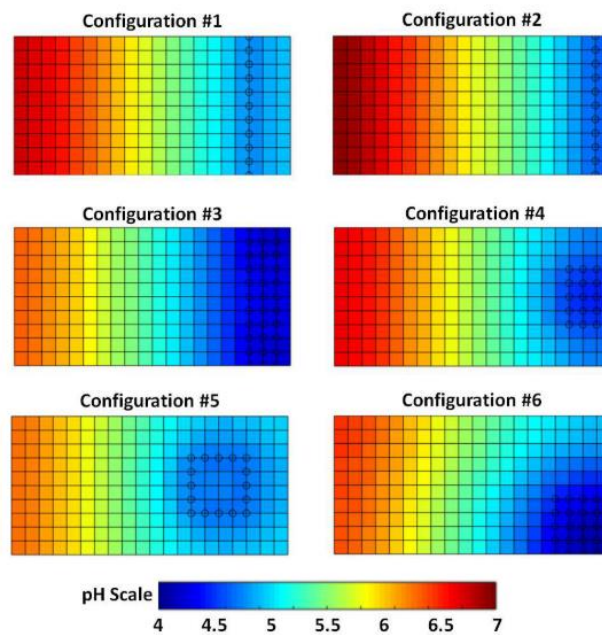 Configuration #1
Configuration #2
Configuration #3
Configuration #4
Configuration #5
Configuration #6
pH Scale
4 4.5 5 5.5 6 6.5 7